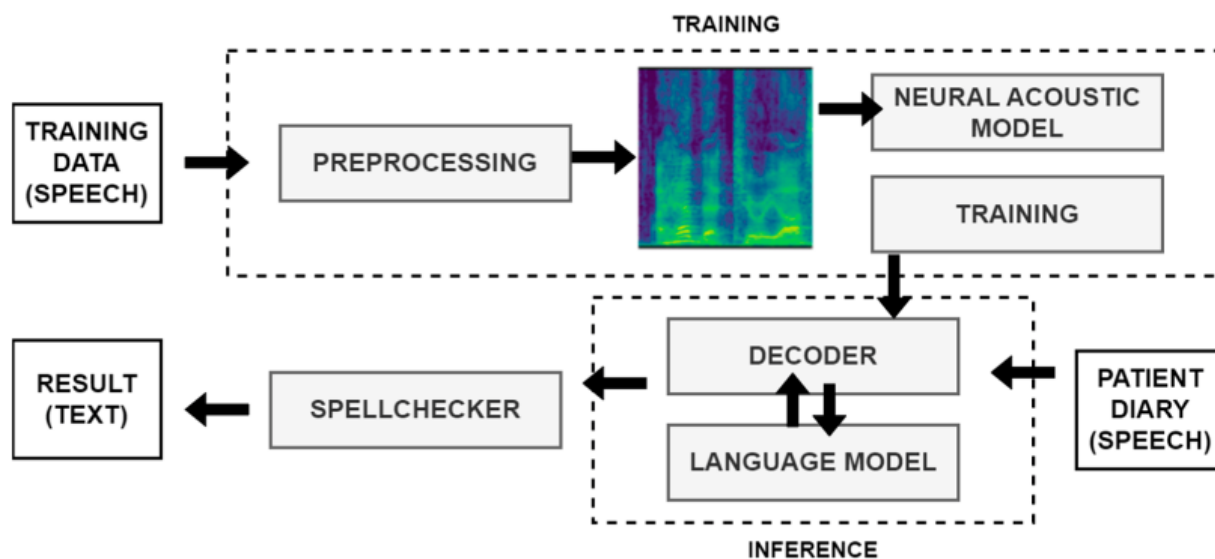 TRAINING
TRAINING
DATA
(SPEECH)
PREPROCESSING
NEURAL ACOUSTIC
MODEL
TRAINING
DECODER
LANGUAGE MODEL
PATIENT
DIARY
(SPEECH)
SPELLCHECKER
RESULT
(TEXT)
INFERENCE